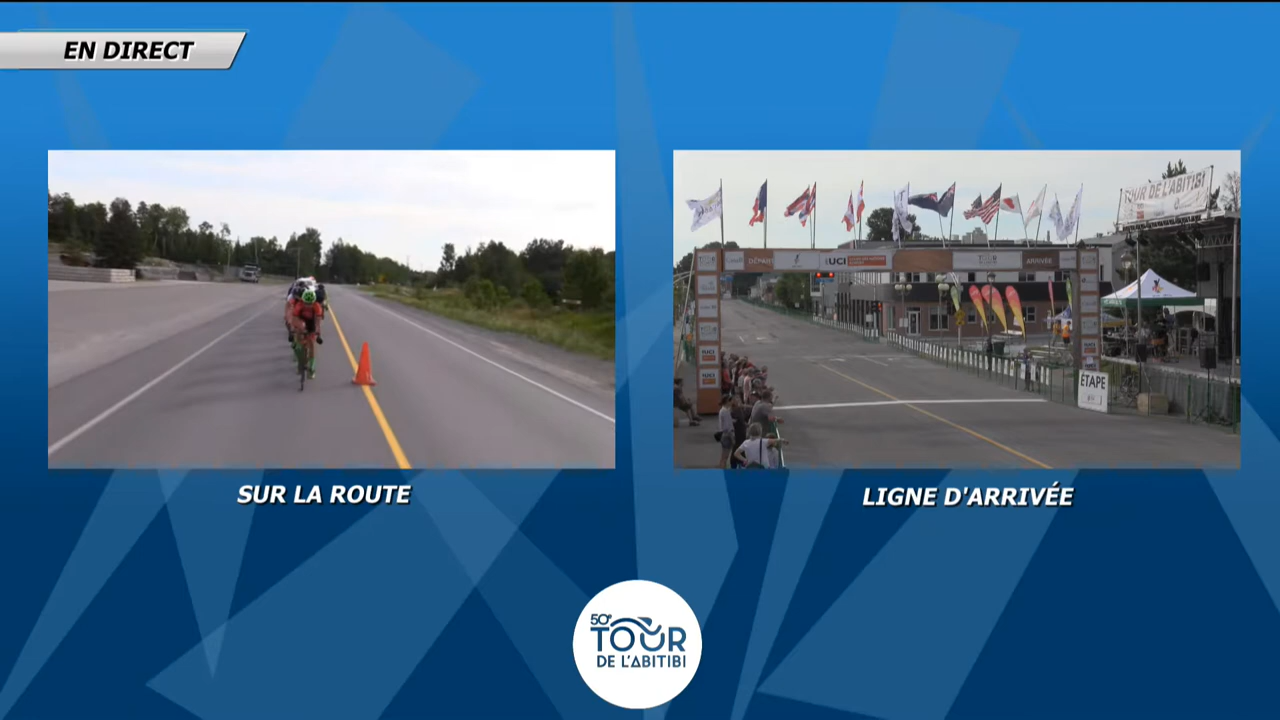 EN DIRECT
TOUR DE L'ABITIBI
DÉPART
UCI
ARRIVÉE
ÉTAPE
SUR LA ROUTE
LIGNE D'ARRIVÉE
50e
TOUR
DE L'ABITIBI